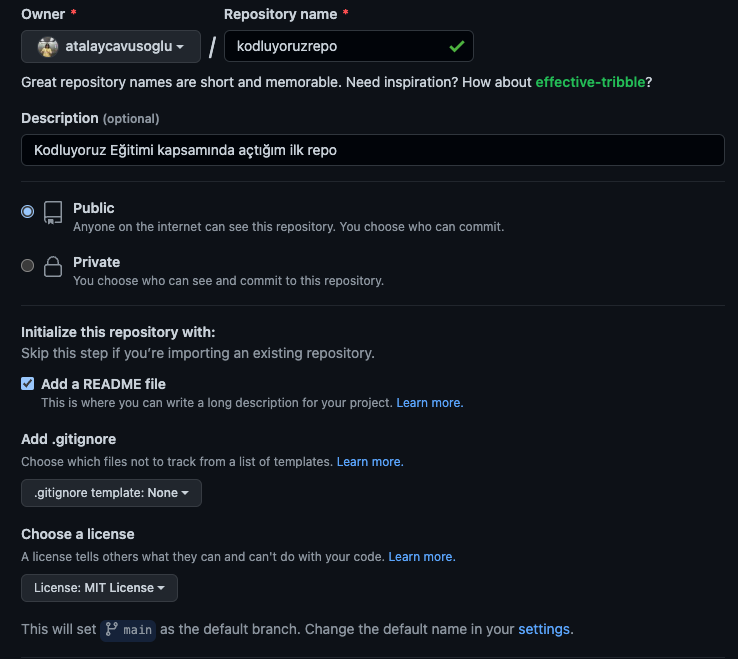 Owner * Repository name *
atalaycavusoglu / kodluyoruzrepo
Great repository names are short and memorable. Need inspiration? How about effective-tribble?
Description (optional)
Kodluyoruz Eğitimi kapsamında açtığım ilk repo
Public
Anyone on the internet can see this repository. You choose who can commit.
Private
You choose who can see and commit to this repository.
Initialize this repository with:
Skip this step if you’re importing an existing repository.
Add a README file
This is where you can write a long description for your project. Learn more.
Add .gitignore
Choose which files not to track from a list of templates. Learn more.
.gitignore template: None
Choose a license
A license tells others what they can and can't do with your code. Learn more.
License: MIT License
This will set main as the default branch. Change the default name in your settings.